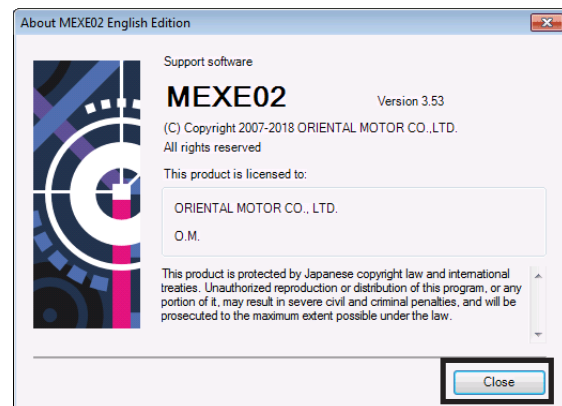 About MEXE02 English Edition
Support software
MEXE02 Version 3.53
(C) Copyright 2007-2018 ORIENTAL MOTOR CO.,LTD.
All rights reserved
This product is licensed to:
ORIENTAL MOTOR CO., LTD.
O.M.
This product is protected by Japanese copyright law and international
treaties. Unauthorized reproduction or distribution of this program, or any
portion of it, may result in severe civil and criminal penalties, and will be
prosecuted to the maximum extent possible under the law.
Close